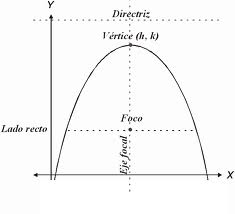 Y
Directriz
Vértice (h, k)
Foco
Lado recto
Eje focal
X